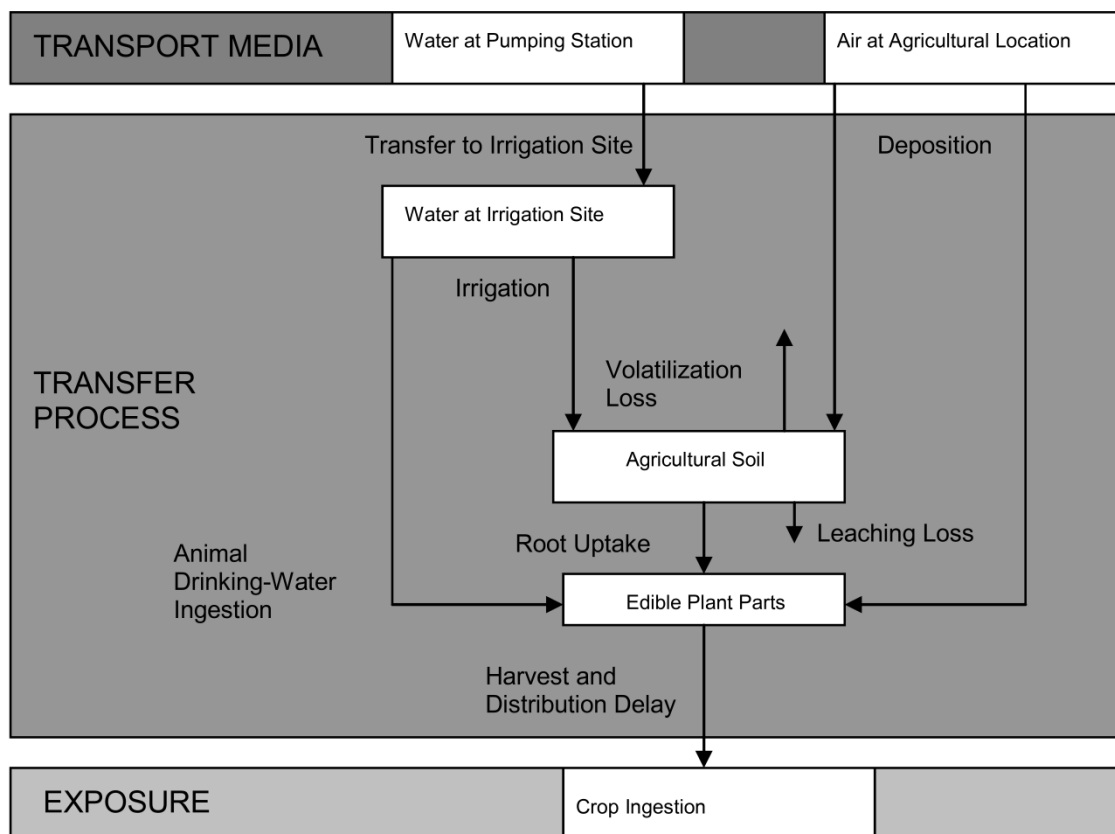 TRANSPORT MEDIA
Water at Pumping Station
Air at Agricultural Location
Transfer to Irrigation Site
Deposition
Water at Irrigation Site
Irrigation
Volatilization
Loss
TRANSFER
PROCESS
Agricultural Soil
Root Uptake
Leaching Loss
Animal
Drinking-Water
Ingestion
Edible Plant Parts
Harvest and
Distribution Delay
EXPOSURE
Crop Ingestion